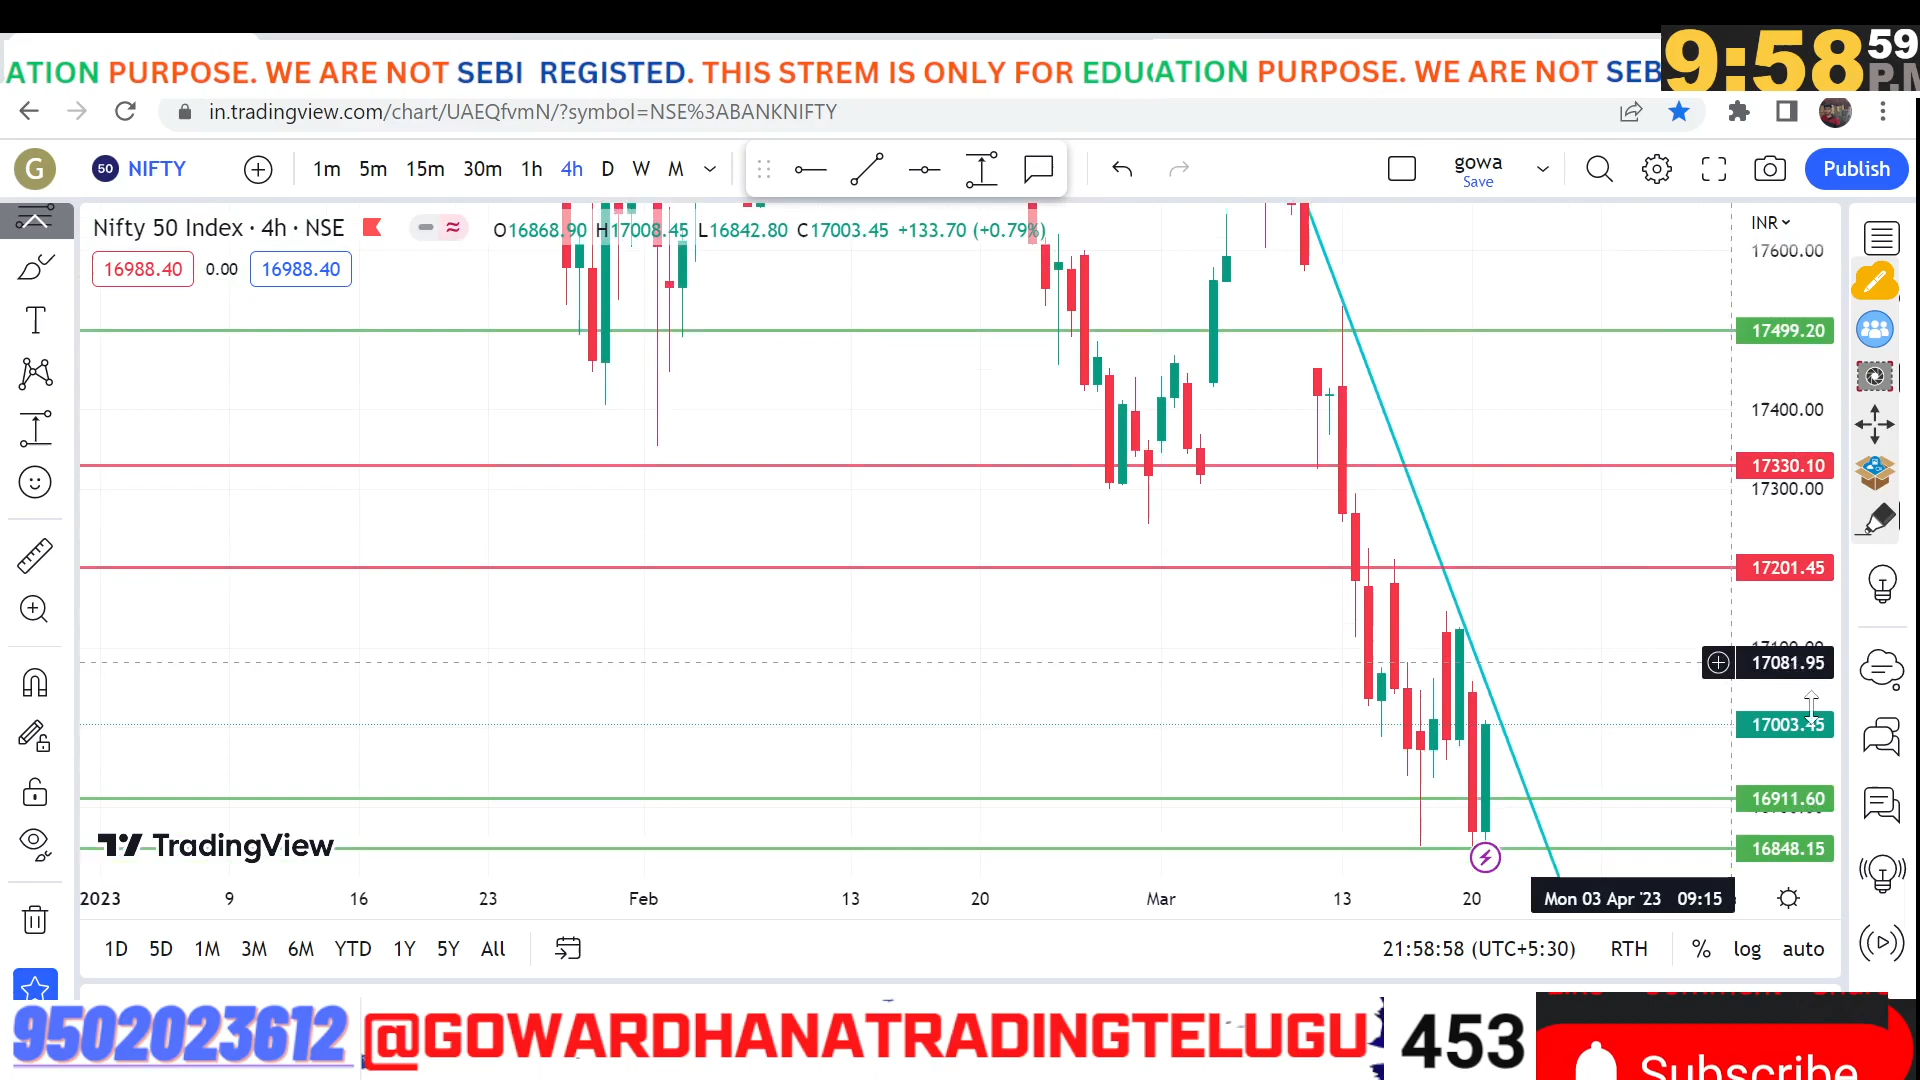 ATION PURPOSE. WE ARE NOT SEBI REGISTERED. THIS STREM IS ONLY FOR EDU(ATION PURPOSE. WE ARE NOT SEB
9:58 59
in.tradingview.com/chart/UAEQfvmN/?symbol=NSE%3ABANKNIFTY
G 50 NIFTY 1m 5m 15m 30m 1h 4h D W M gowa Save Publish
Nifty 50 Index · 4h · NSE O16868.90 H17008.45 L16842.80 C17003.45 +133.70 (+0.79%) INR
16988.40 0.00 16988.40
17600.00
17499.20
17400.00
17330.10
17300.00
17201.45
17081.95
17003.45
16911.60
TradingView
16848.15
2023 9 16 23 Feb 13 20 Mar 13 20 Mon 03 Apr '23 09:15
1D 5D 1M 3M 6M YTD 1Y 5Y All 21:58:58 (UTC+5:30) RTH % log auto
9502023612 @GOWARDHANATRADINGTELUGU 453 Subscribe